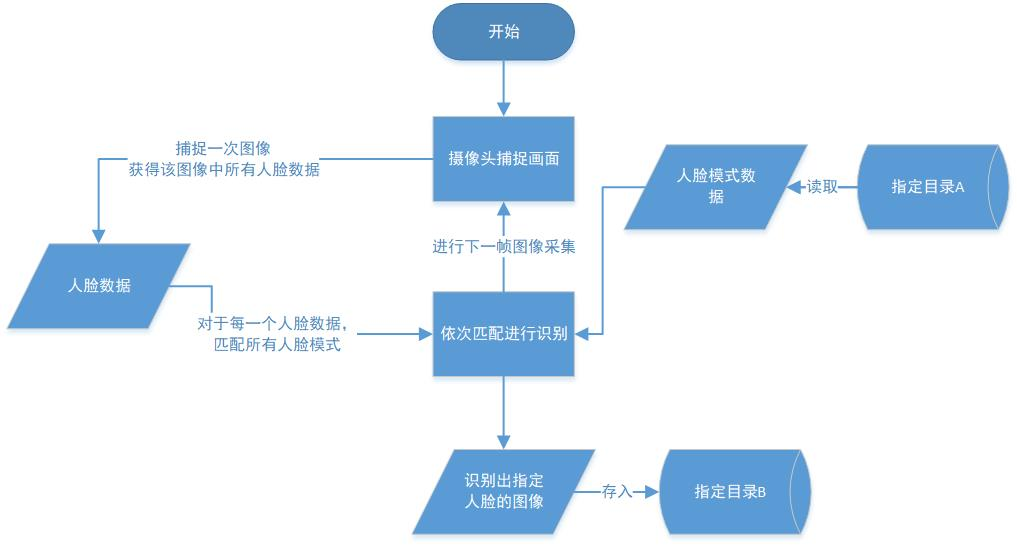 开始
摄像头捕捉画面
捕捉一次图像
获得该图像中所有人脸数据
人脸模式数
据
读取
指定目录A
进行下一帧图像采集
人脸数据
对于每一个人脸数据，
匹配所有人脸模式
依次匹配进行识别
识别出指定
人脸的图像
存入
指定目录B